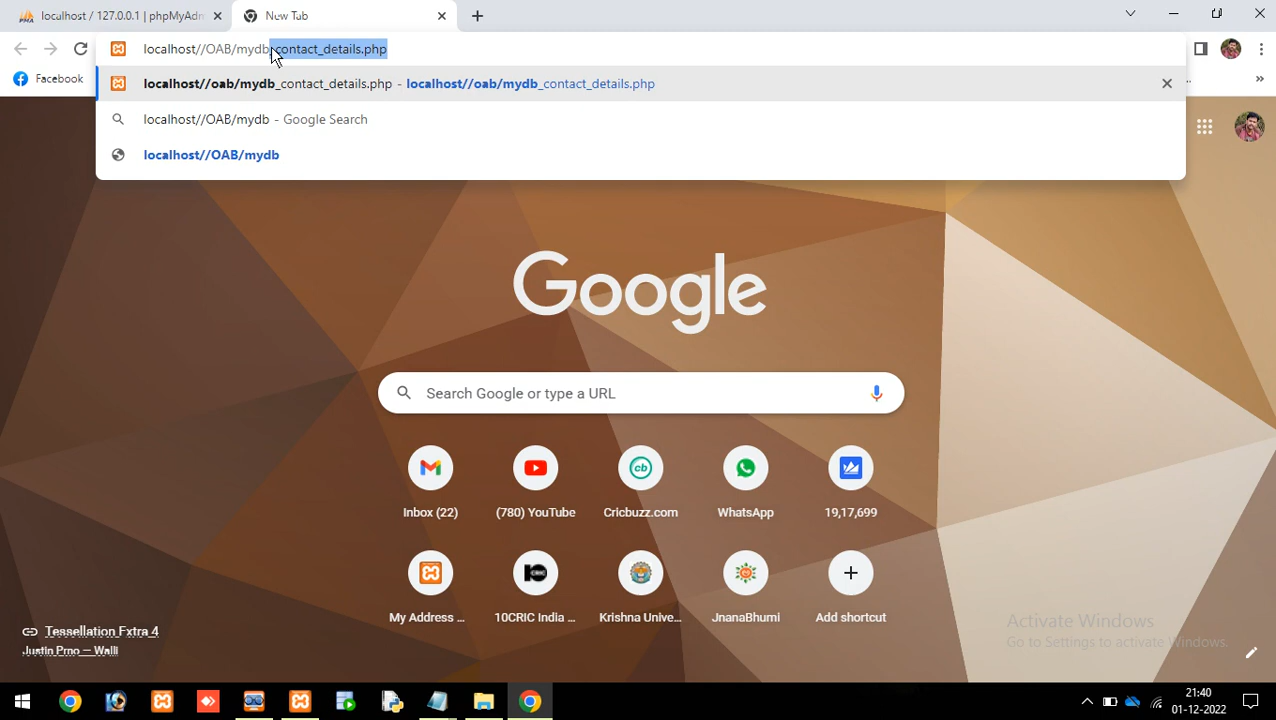 localhost / 127.0.0.1 | phpMyAdm
New Tab
localhost//OAB/mydb_contact_details.php
Facebook
localhost//oab/mydb_contact_details.php - localhost//oab/mydb_contact_details.php
localhost//OAB/mydb - Google Search
localhost//OAB/mydb
Google
Search Google or type a URL
Inbox (22)
(780) YouTube
Cricbuzz.com
WhatsApp
19,17,699
My Address ...
10CRIC India ...
Krishna Unive...
JnanaBhumi
Add shortcut
Tessellation Extra 4
Justin Prno — Walli
Activate Windows
Go to Settings to activate Windows.
21:40
01-12-2022